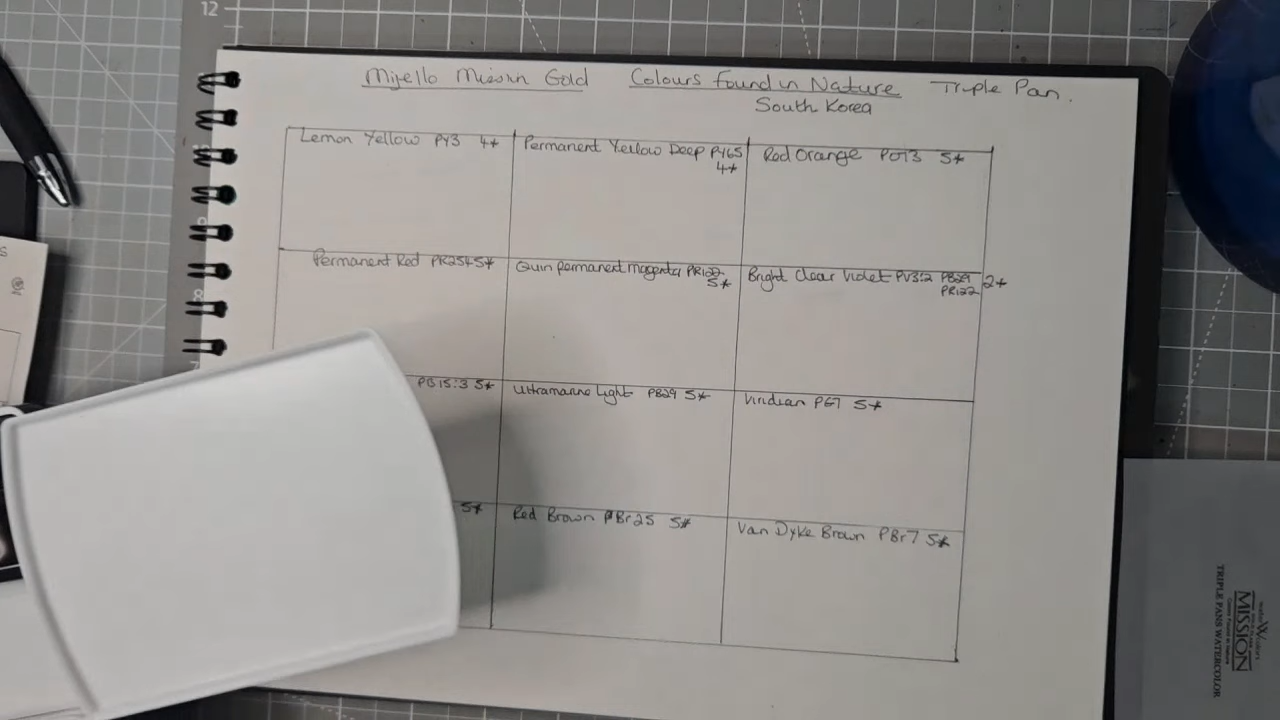 12
Mijello Mission Gold Colours Found in Nature Triple Pan.
South Korea
Lemon Yellow PY3 4*
Permanent Yellow Deep PY65
4*
Red Orange PO73 5*
Permanent Red PR254 5*
Quin Permanent Magenta PR122
5*
Bright Clear Violet PV3:2 PB29 2*
PR122
PB15:3 5*
Ultramarine Light PB29 5*
Viridian PG7 5*
5*
Red Brown PBr25 5*
Van Dyke Brown PBr7 5*
MISSION
TRIPLE PANS WATERCOLOR